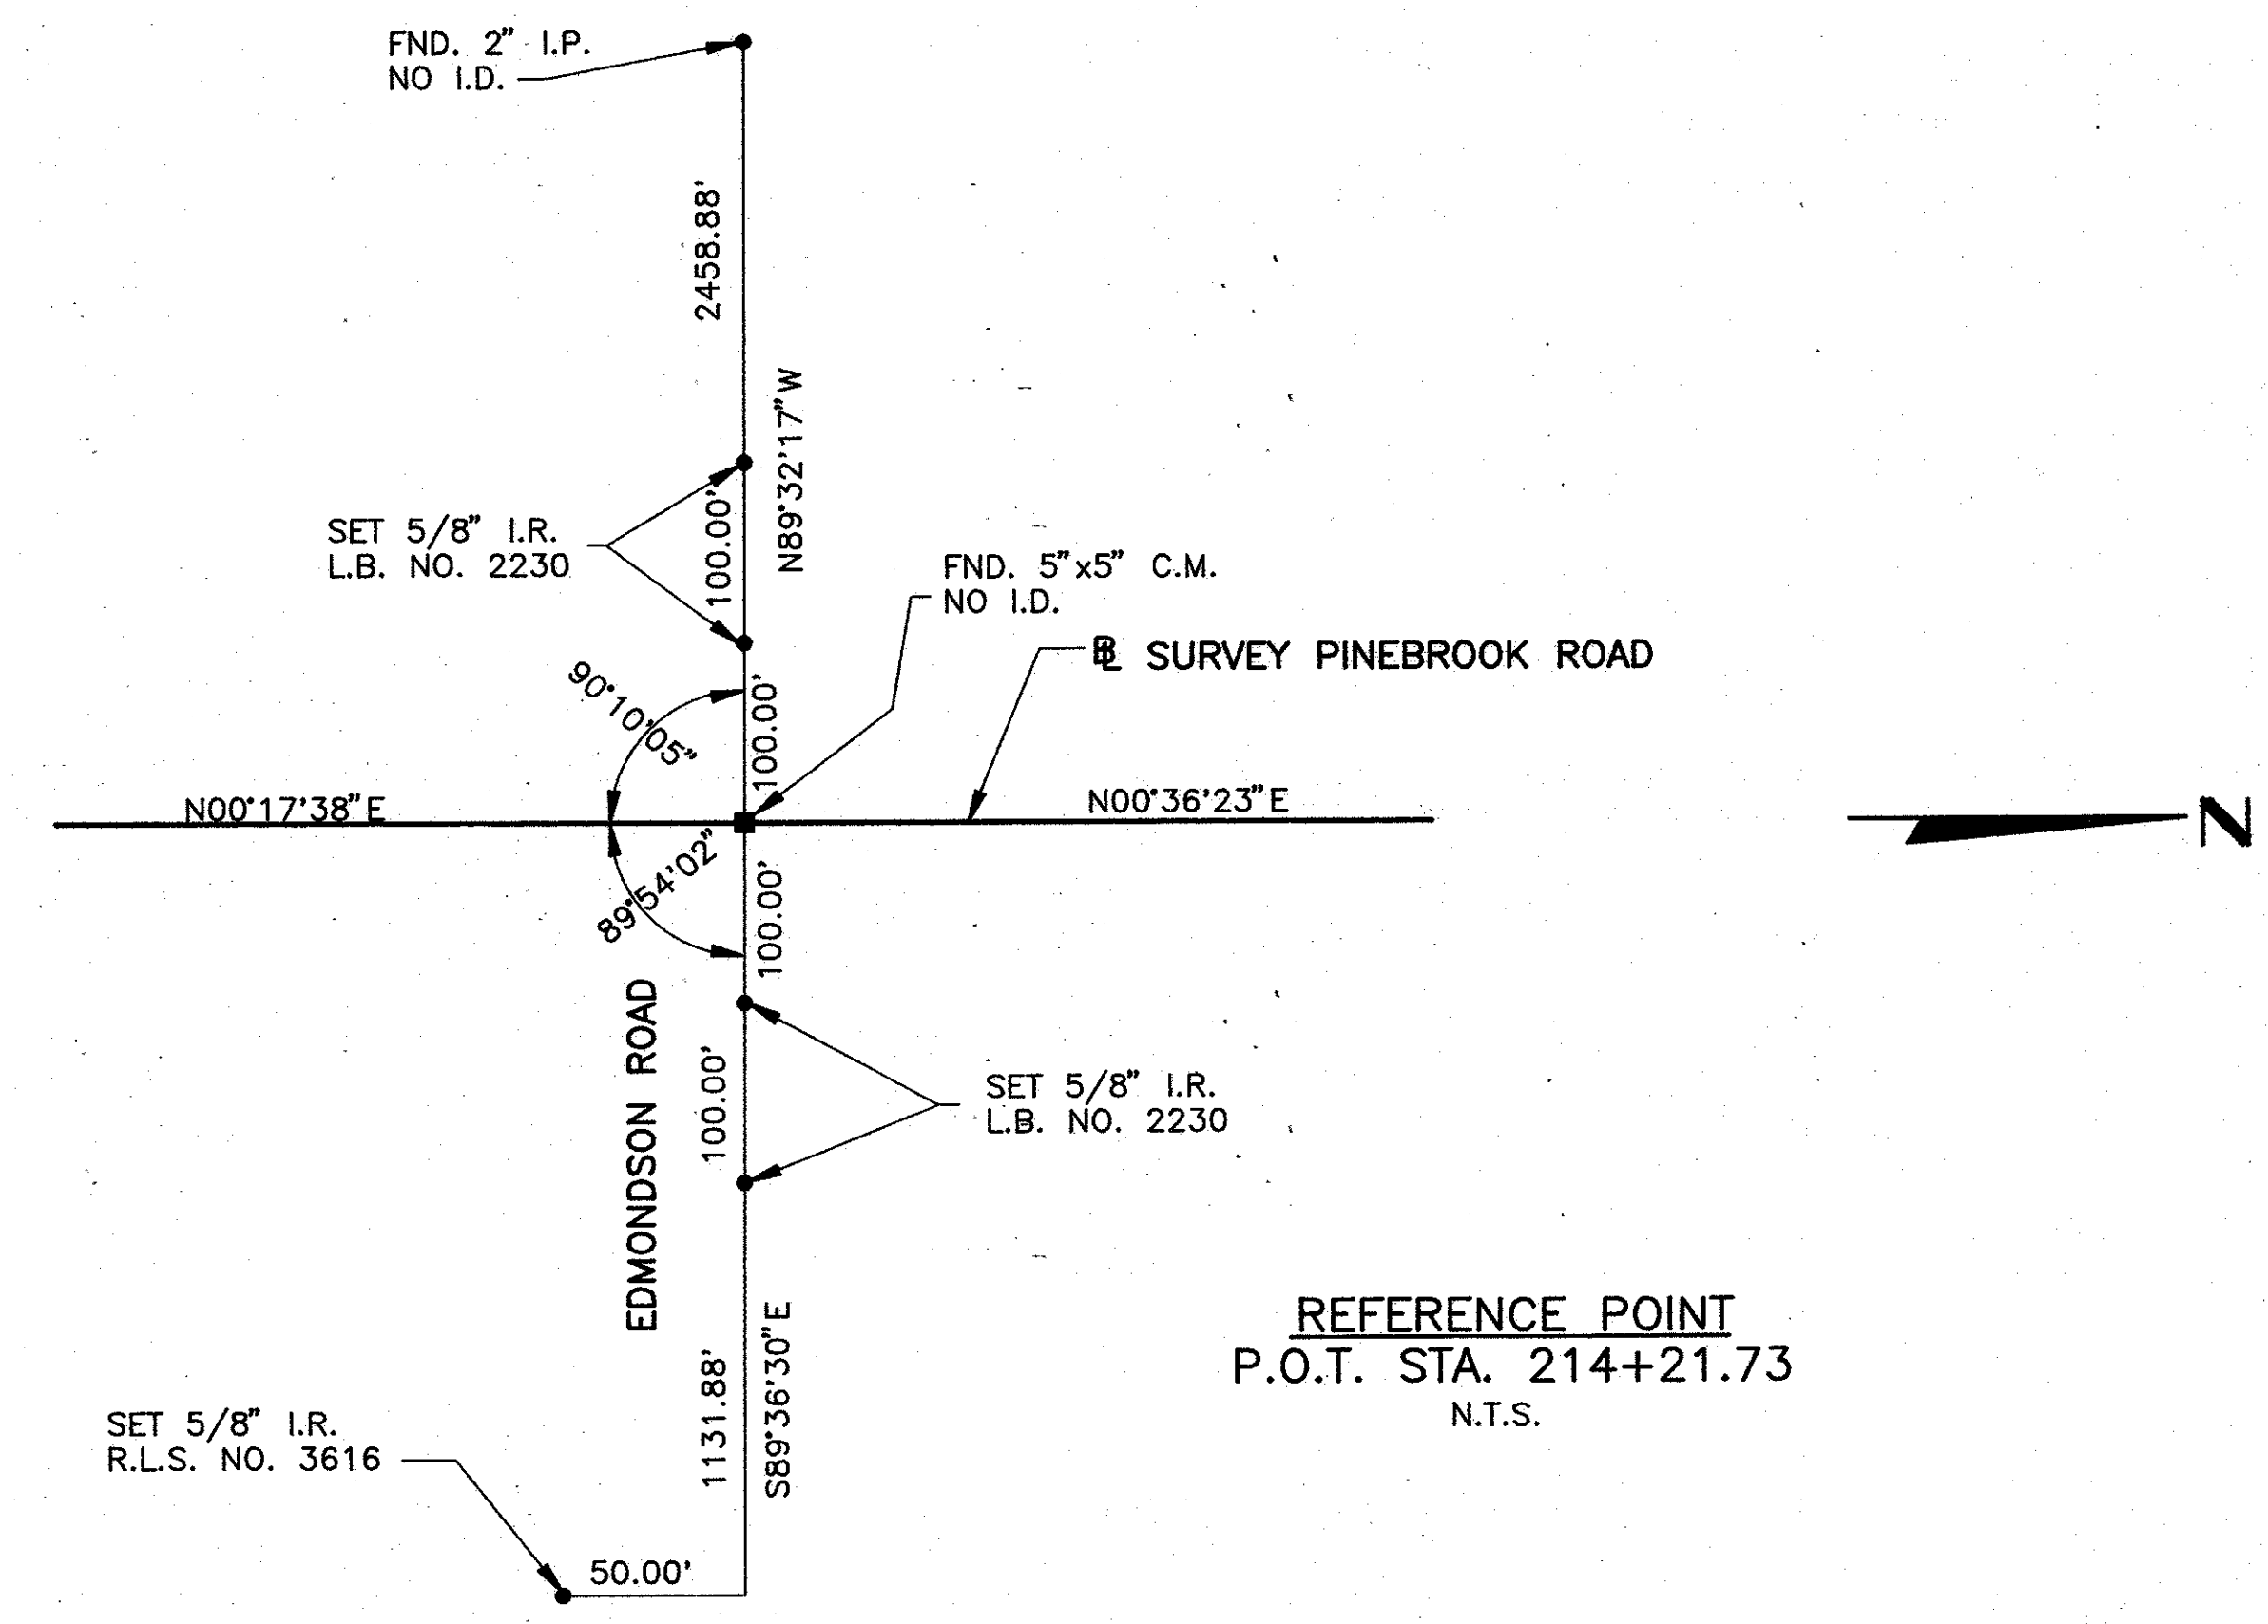 FND. 2" I.P.
NO I.D.
2458.88'
N89°32'17"W
SET 5/8" I.R.
L.B. NO. 2230
100.00'
FND. 5"x5" C.M.
NO I.D.
℄ SURVEY PINEBROOK ROAD
90°10'05"
100.00'
N00°17'38"E
N00°36'23"E
N
89°54'02"
100.00'
EDMONDSON ROAD
100.00'
SET 5/8" I.R.
L.B. NO. 2230
1131.88'
S89°36'30"E
REFERENCE POINT
P.O.T. STA. 214+21.73
N.T.S.
SET 5/8" I.R.
R.L.S. NO. 3616
50.00'